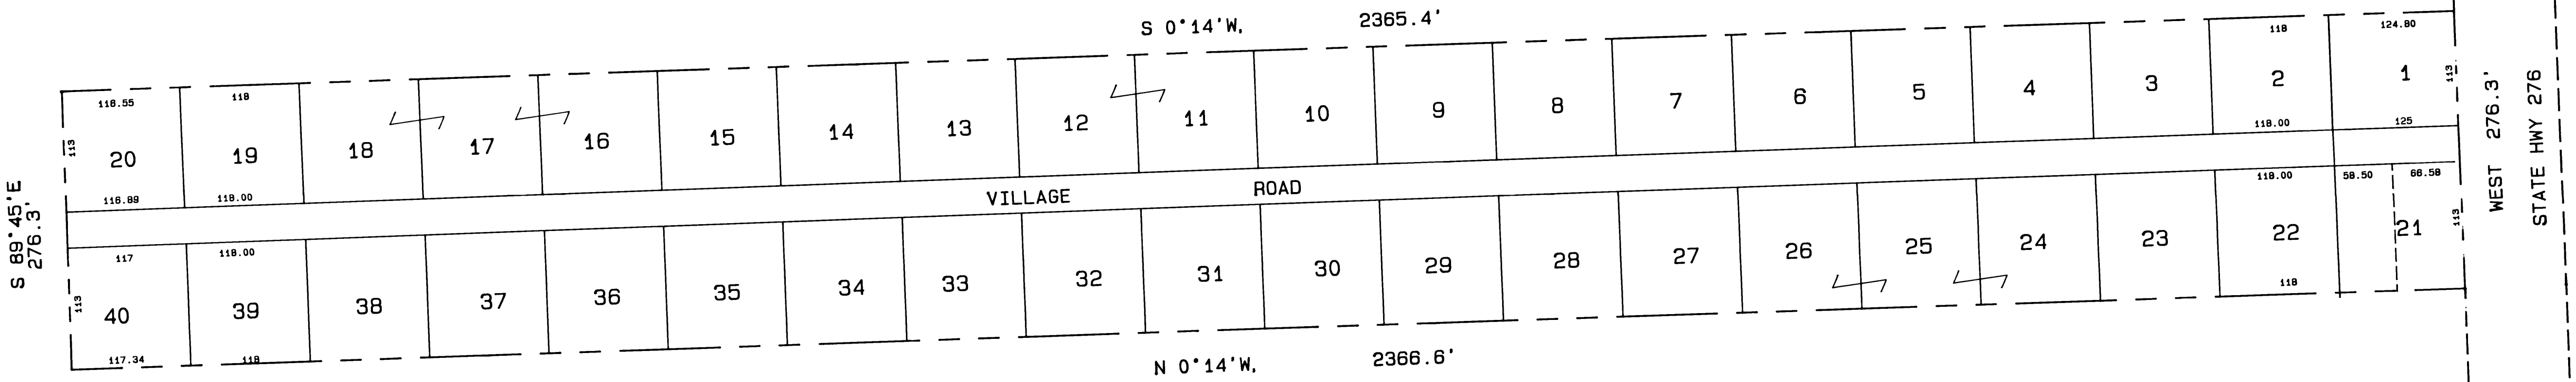 S 0°14'W, 2365.4'
116.55 118 118 124.80
20 19 18 17 16 15 14 13 12 11 10 9 8 7 6 5 4 3 2 1
113 113
116.89 118.00 118.00 125
S 89°45'E
276.3'
VILLAGE ROAD
WEST 276.3'
STATE HWY 276
117 118.00 118.00 58.50 66.58
40 39 38 37 36 35 34 33 32 31 30 29 28 27 26 25 24 23 22 21
113 113
117.34 118 118
N 0°14'W, 2366.6'